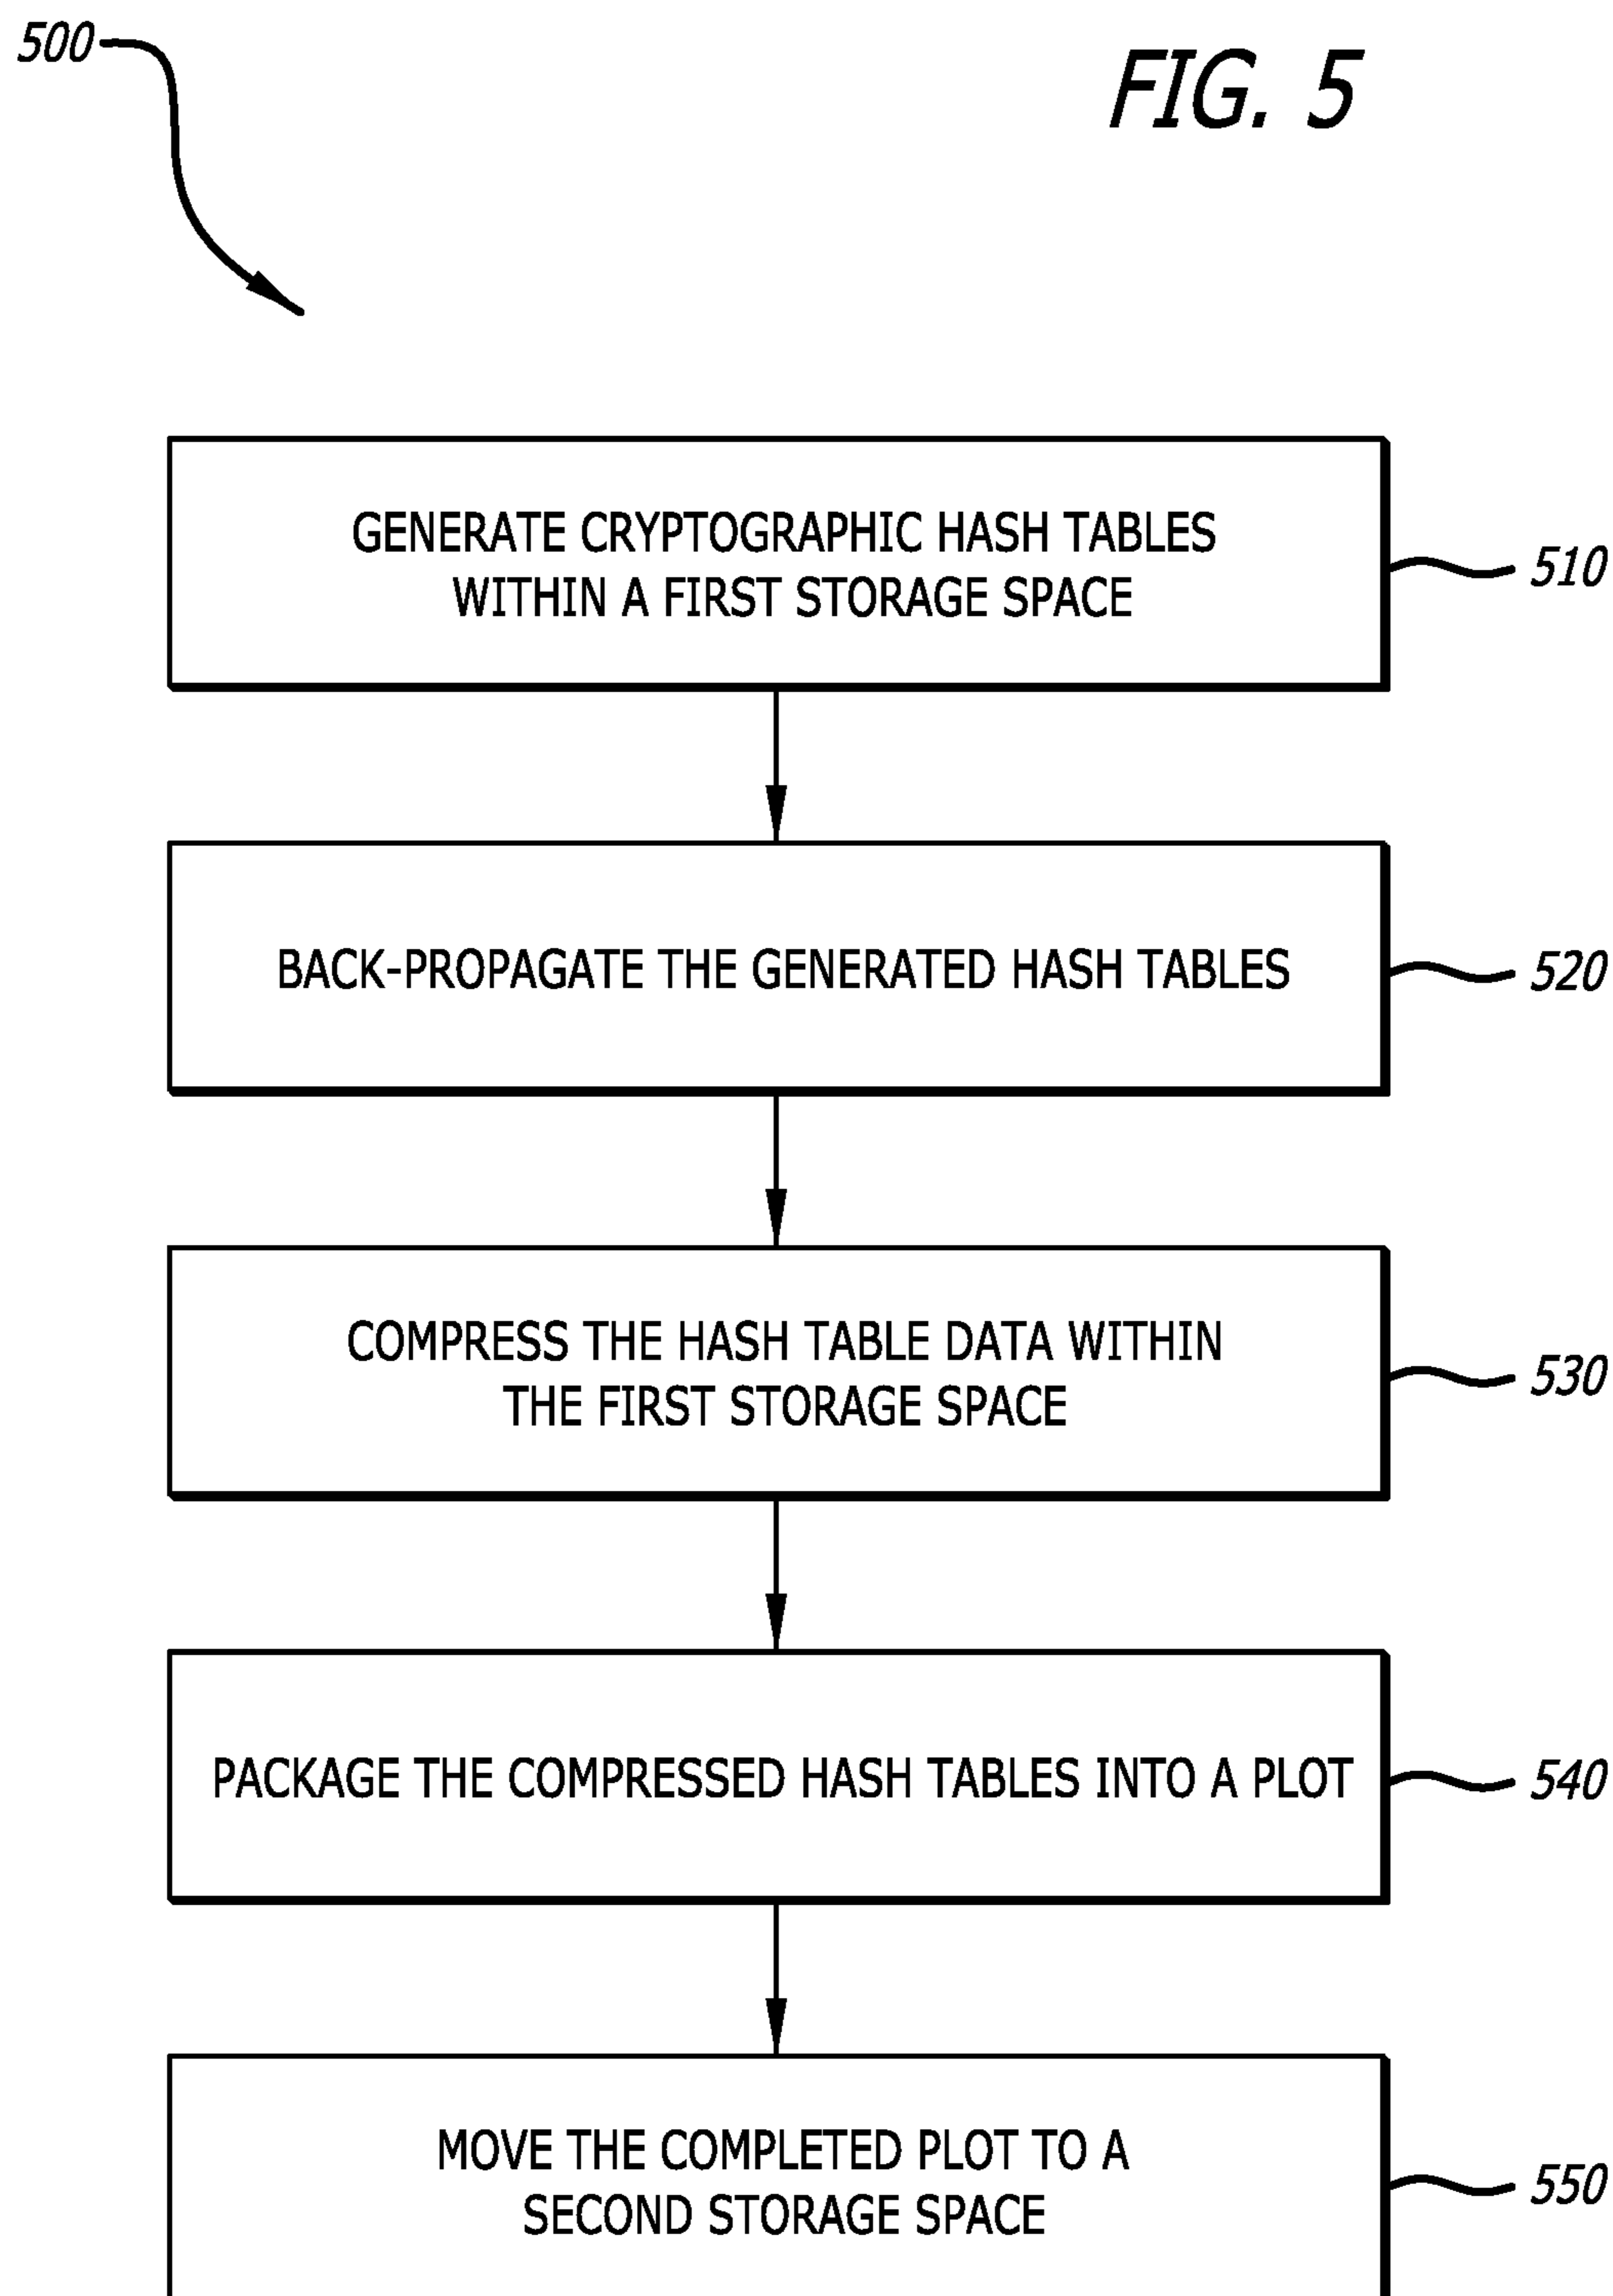 500
FIG. 5
GENERATE CRYPTOGRAPHIC HASH TABLES
WITHIN A FIRST STORAGE SPACE
510
BACK-PROPAGATE THE GENERATED HASH TABLES
520
COMPRESS THE HASH TABLE DATA WITHIN
THE FIRST STORAGE SPACE
530
PACKAGE THE COMPRESSED HASH TABLES INTO A PLOT
540
MOVE THE COMPLETED PLOT TO A
SECOND STORAGE SPACE
550